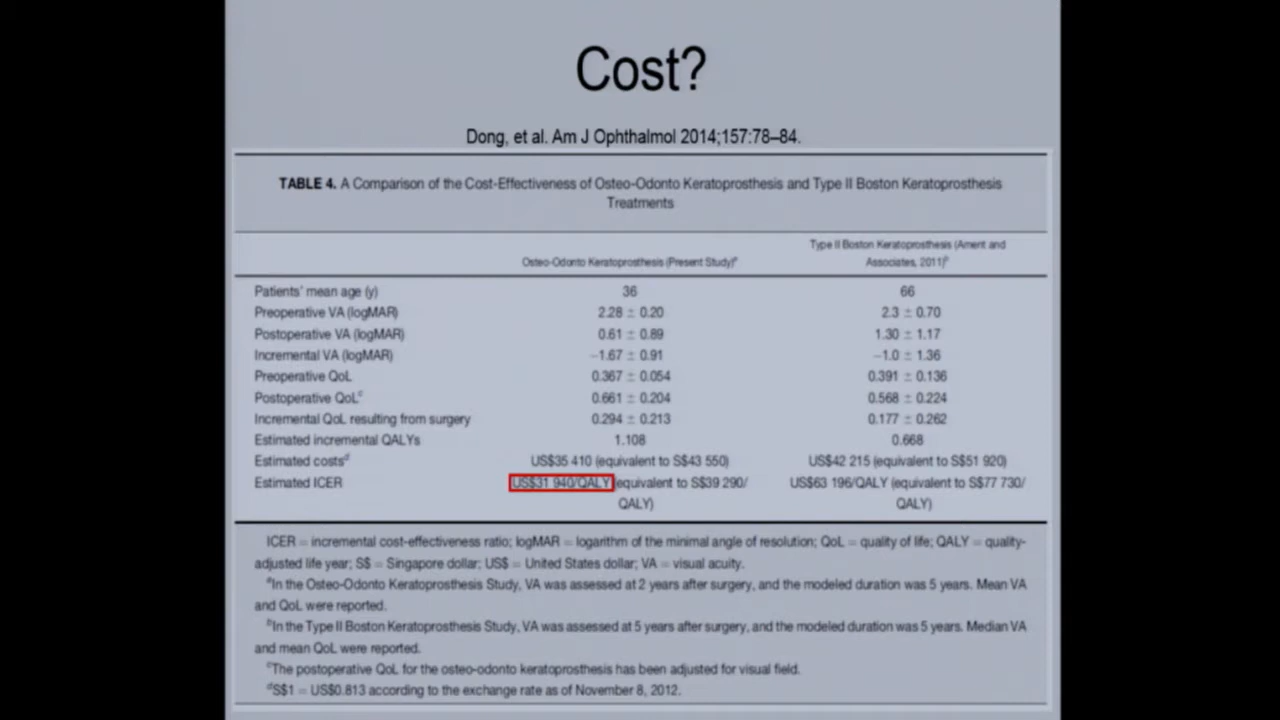 Cost?
Dong, et al. Am J Ophthalmol 2014;157:78–84.
TABLE 4. A Comparison of the Cost-Effectiveness of Osteo-Odonto Keratoprosthesis and Type II Boston Keratoprosthesis
Treatments
Type II Boston Keratoprosthesis (Ament and
Osteo-Odonto Keratoprosthesis (Present Study)a Associates, 2011)b
Patients' mean age (y) 36 66
Preoperative VA (logMAR) 2.28 ± 0.20 2.3 ± 0.70
Postoperative VA (logMAR) 0.61 ± 0.89 1.30 ± 1.17
Incremental VA (logMAR) −1.67 ± 0.91 −1.0 ± 1.36
Preoperative QoL 0.367 ± 0.054 0.391 ± 0.136
Postoperative QoLc 0.661 ± 0.204 0.568 ± 0.224
Incremental QoL resulting from surgery 0.294 ± 0.213 0.177 ± 0.262
Estimated incremental QALYs 1.108 0.668
Estimated costsd US$35 410 (equivalent to S$43 550) US$42 215 (equivalent to S$51 920)
Estimated ICER US$31 940/QALY (equivalent to S$39 290/ US$63 196/QALY (equivalent to S$77 730/
QALY) QALY)
ICER = incremental cost-effectiveness ratio; logMAR = logarithm of the minimal angle of resolution; QoL = quality of life; QALY = quality-
adjusted life year; S$ = Singapore dollar; US$ = United States dollar; VA = visual acuity.
aIn the Osteo-Odonto Keratoprosthesis Study, VA was assessed at 2 years after surgery, and the modeled duration was 5 years. Mean VA
and QoL were reported.
bIn the Type II Boston Keratoprosthesis Study, VA was assessed at 5 years after surgery, and the modeled duration was 5 years. Median VA
and mean QoL were reported.
cThe postoperative QoL for the osteo-odonto keratoprosthesis has been adjusted for visual field.
dS$1 = US$0.813 according to the exchange rate as of November 8, 2012.